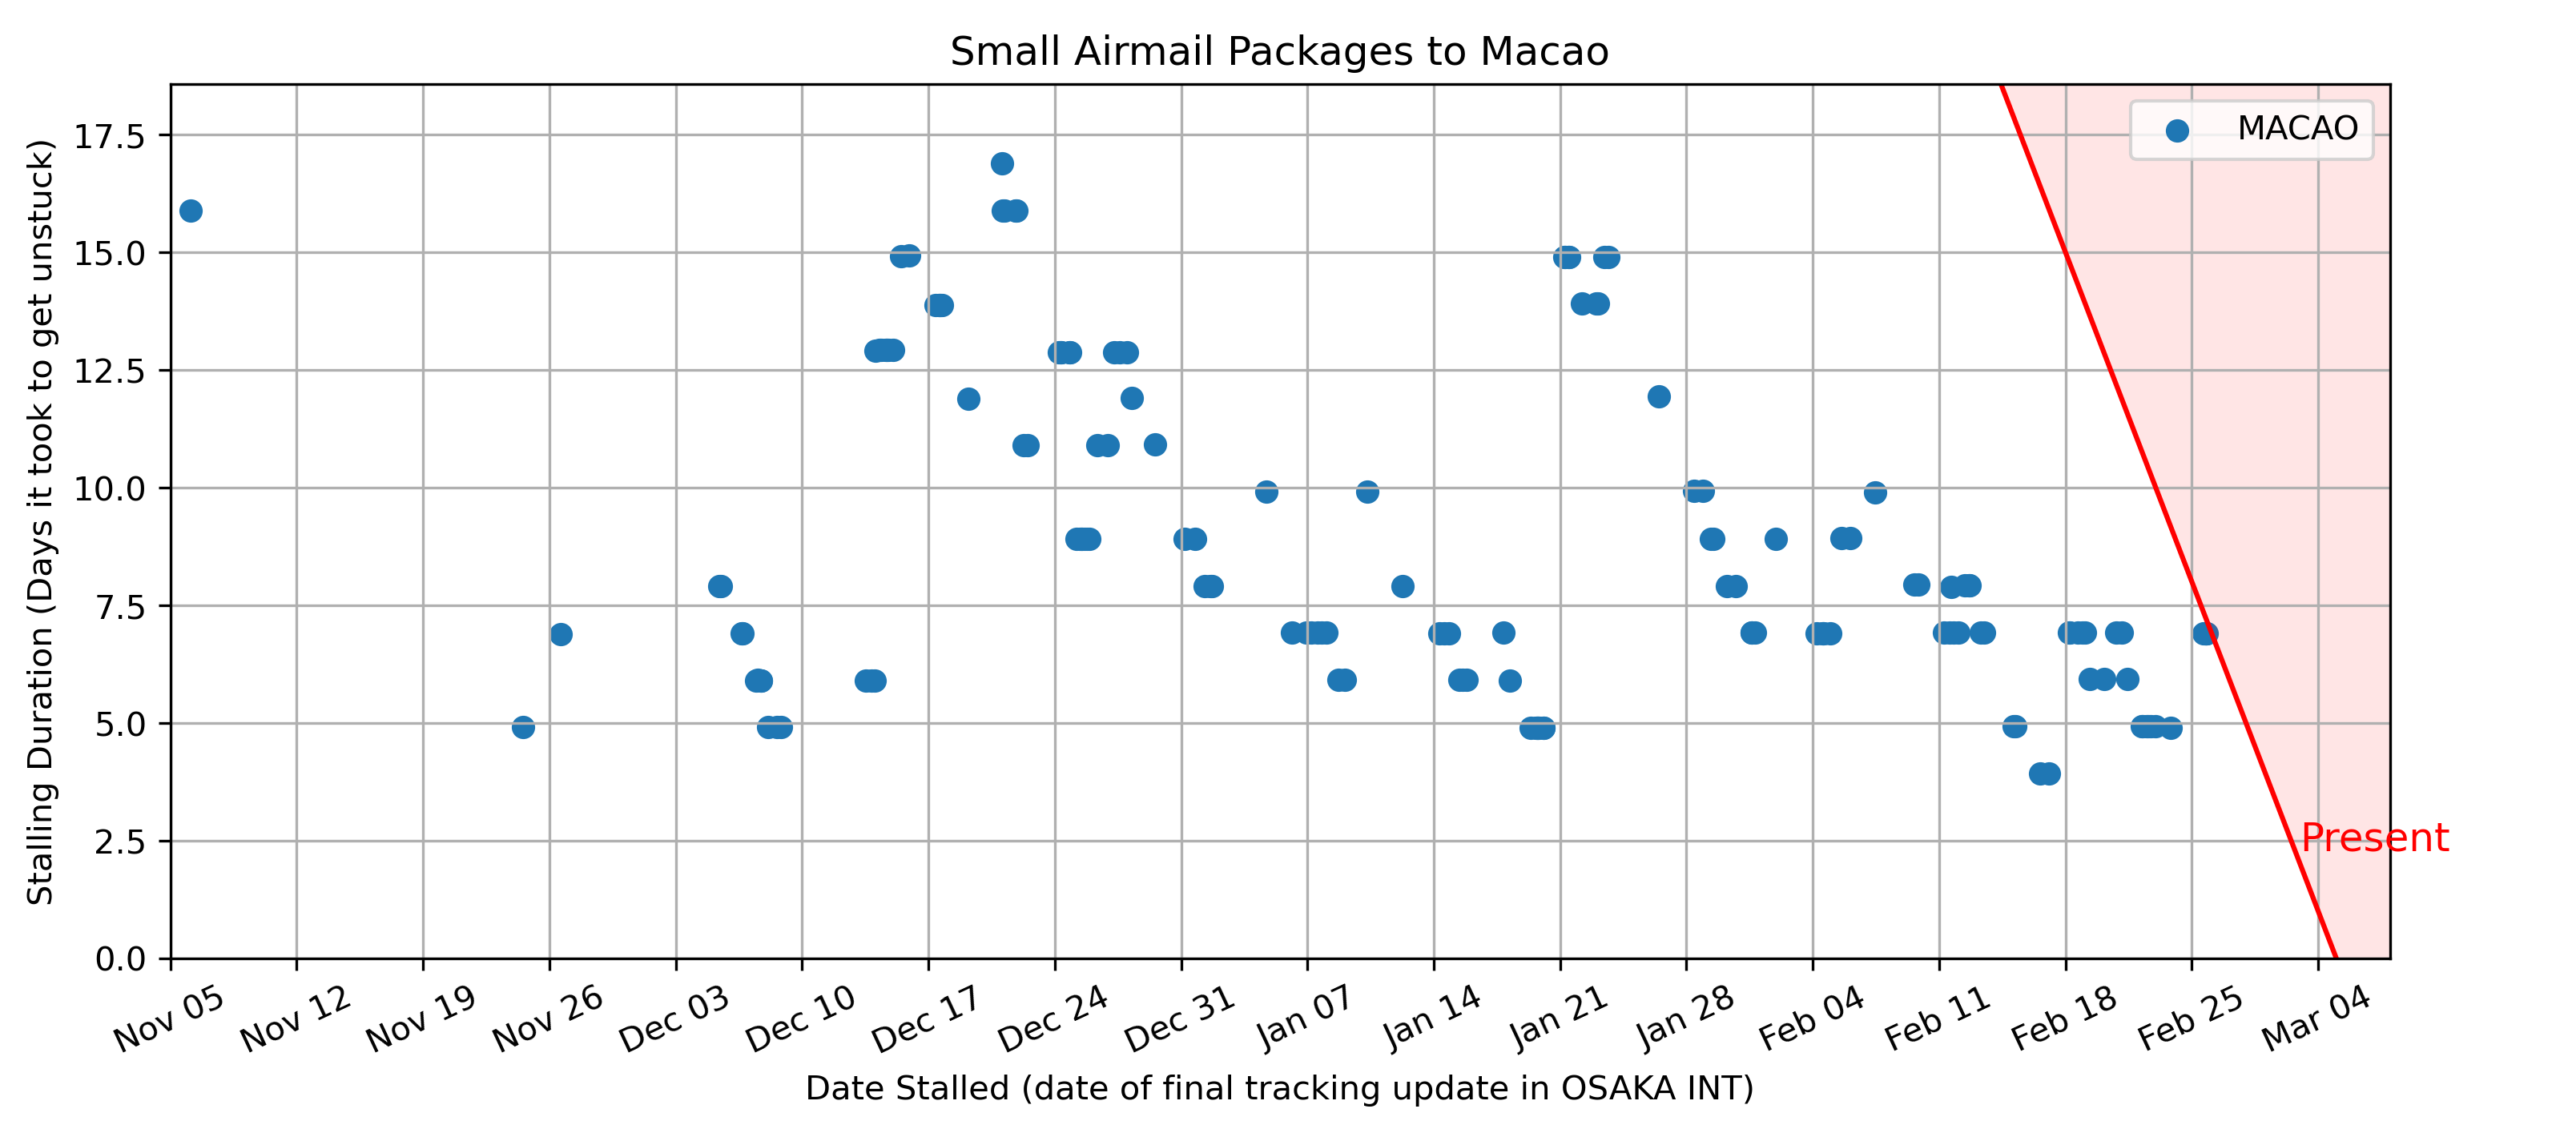 Small Airmail Packages to Macao
MACAO
Stalling Duration (Days it took to get unstuck)
17.5
15.0
12.5
10.0
7.5
5.0
2.5
0.0
Present
Nov 05 Nov 12 Nov 19 Nov 26 Dec 03 Dec 10 Dec 17 Dec 24 Dec 31 Jan 07 Jan 14 Jan 21 Jan 28 Feb 04 Feb 11 Feb 18 Feb 25 Mar 04
Date Stalled (date of final tracking update in OSAKA INT)